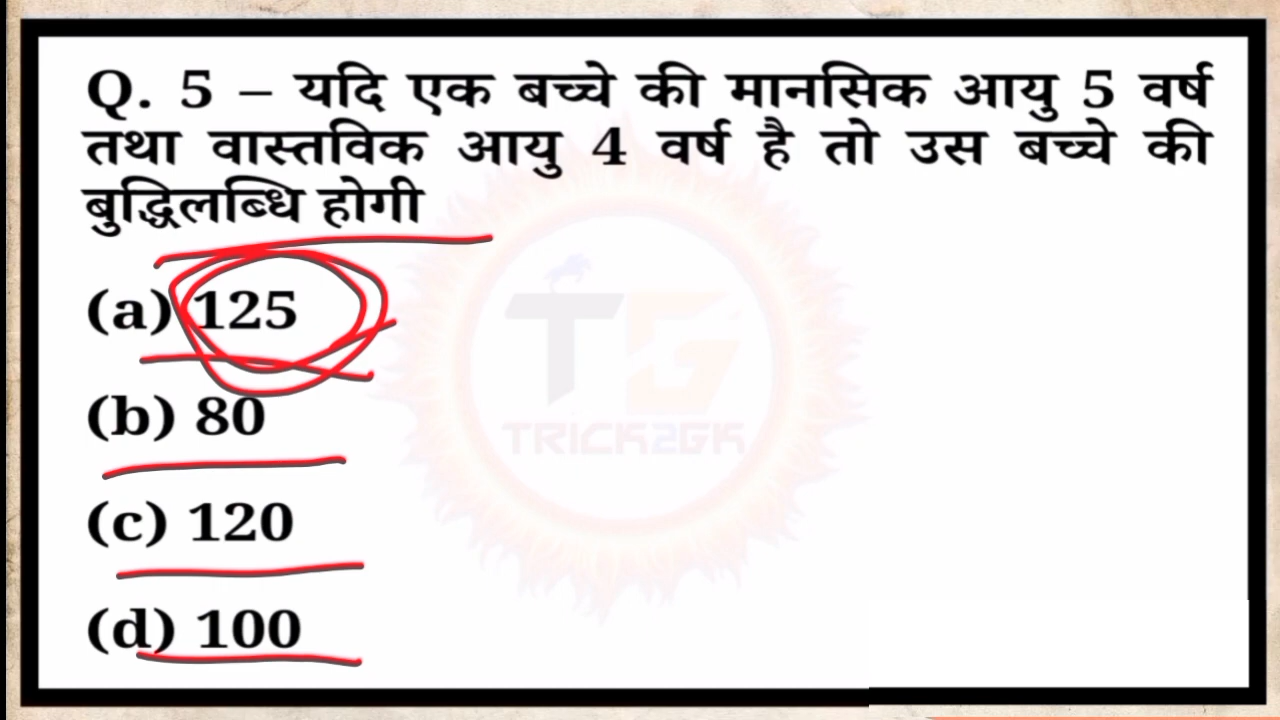 Q. 5 – यदि एक बच्चे की मानसिक आयु 5 वर्ष
तथा वास्तविक आयु 4 वर्ष है तो उस बच्चे की
बुद्धिलब्धि होगी
(a) 125
(b) 80
(c) 120
(d) 100
TG
TRICK2GK